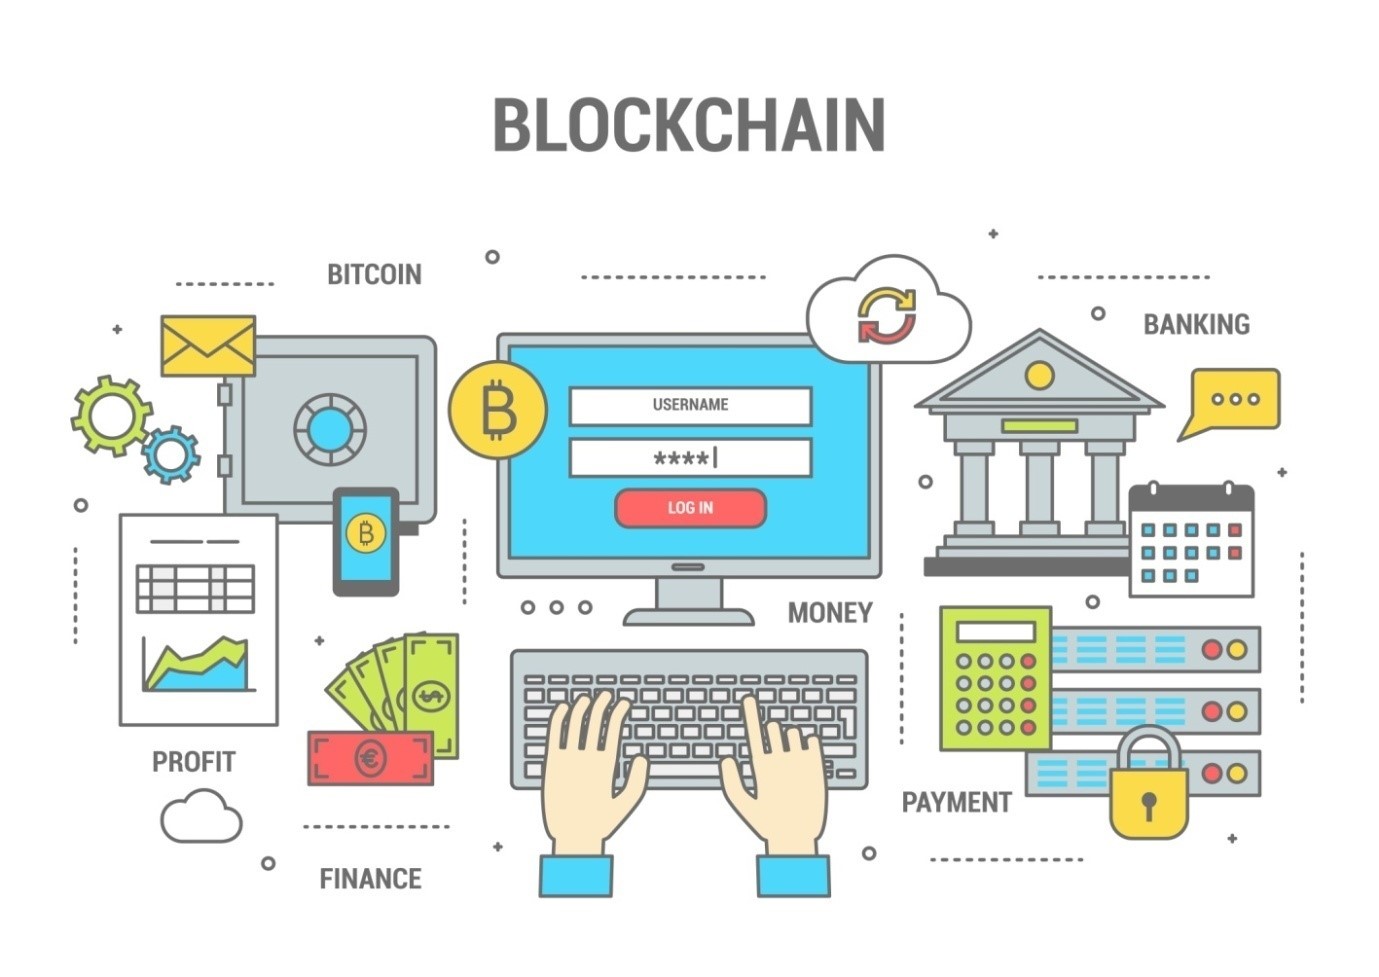 BLOCKCHAIN
BITCOIN
BANKING
USERNAME
****|
LOG IN
MONEY
PROFIT
PAYMENT
FINANCE